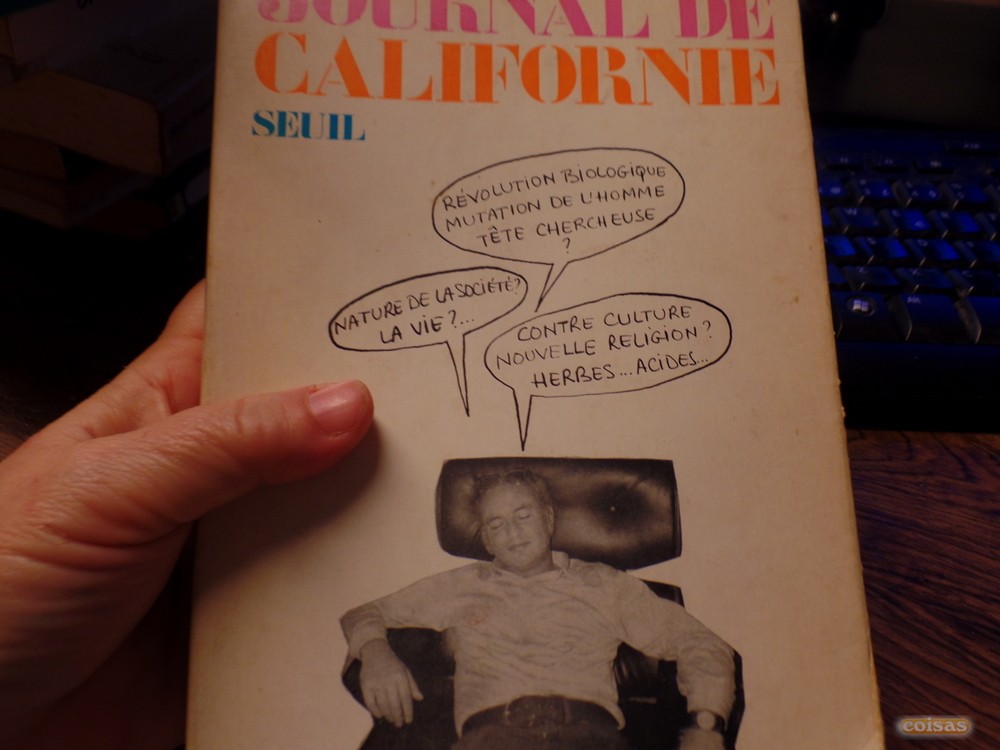 JOURNAL DE
CALIFORNIE
SEUIL
RÉVOLUTION BIOLOGIQUE
MUTATION DE L'HOMME
TÊTE CHERCHEUSE
?
NATURE DE LA SOCIÉTÉ?
LA VIE?...
CONTRE CULTURE
NOUVELLE RELIGION?
HERBES...ACIDES...
coisas